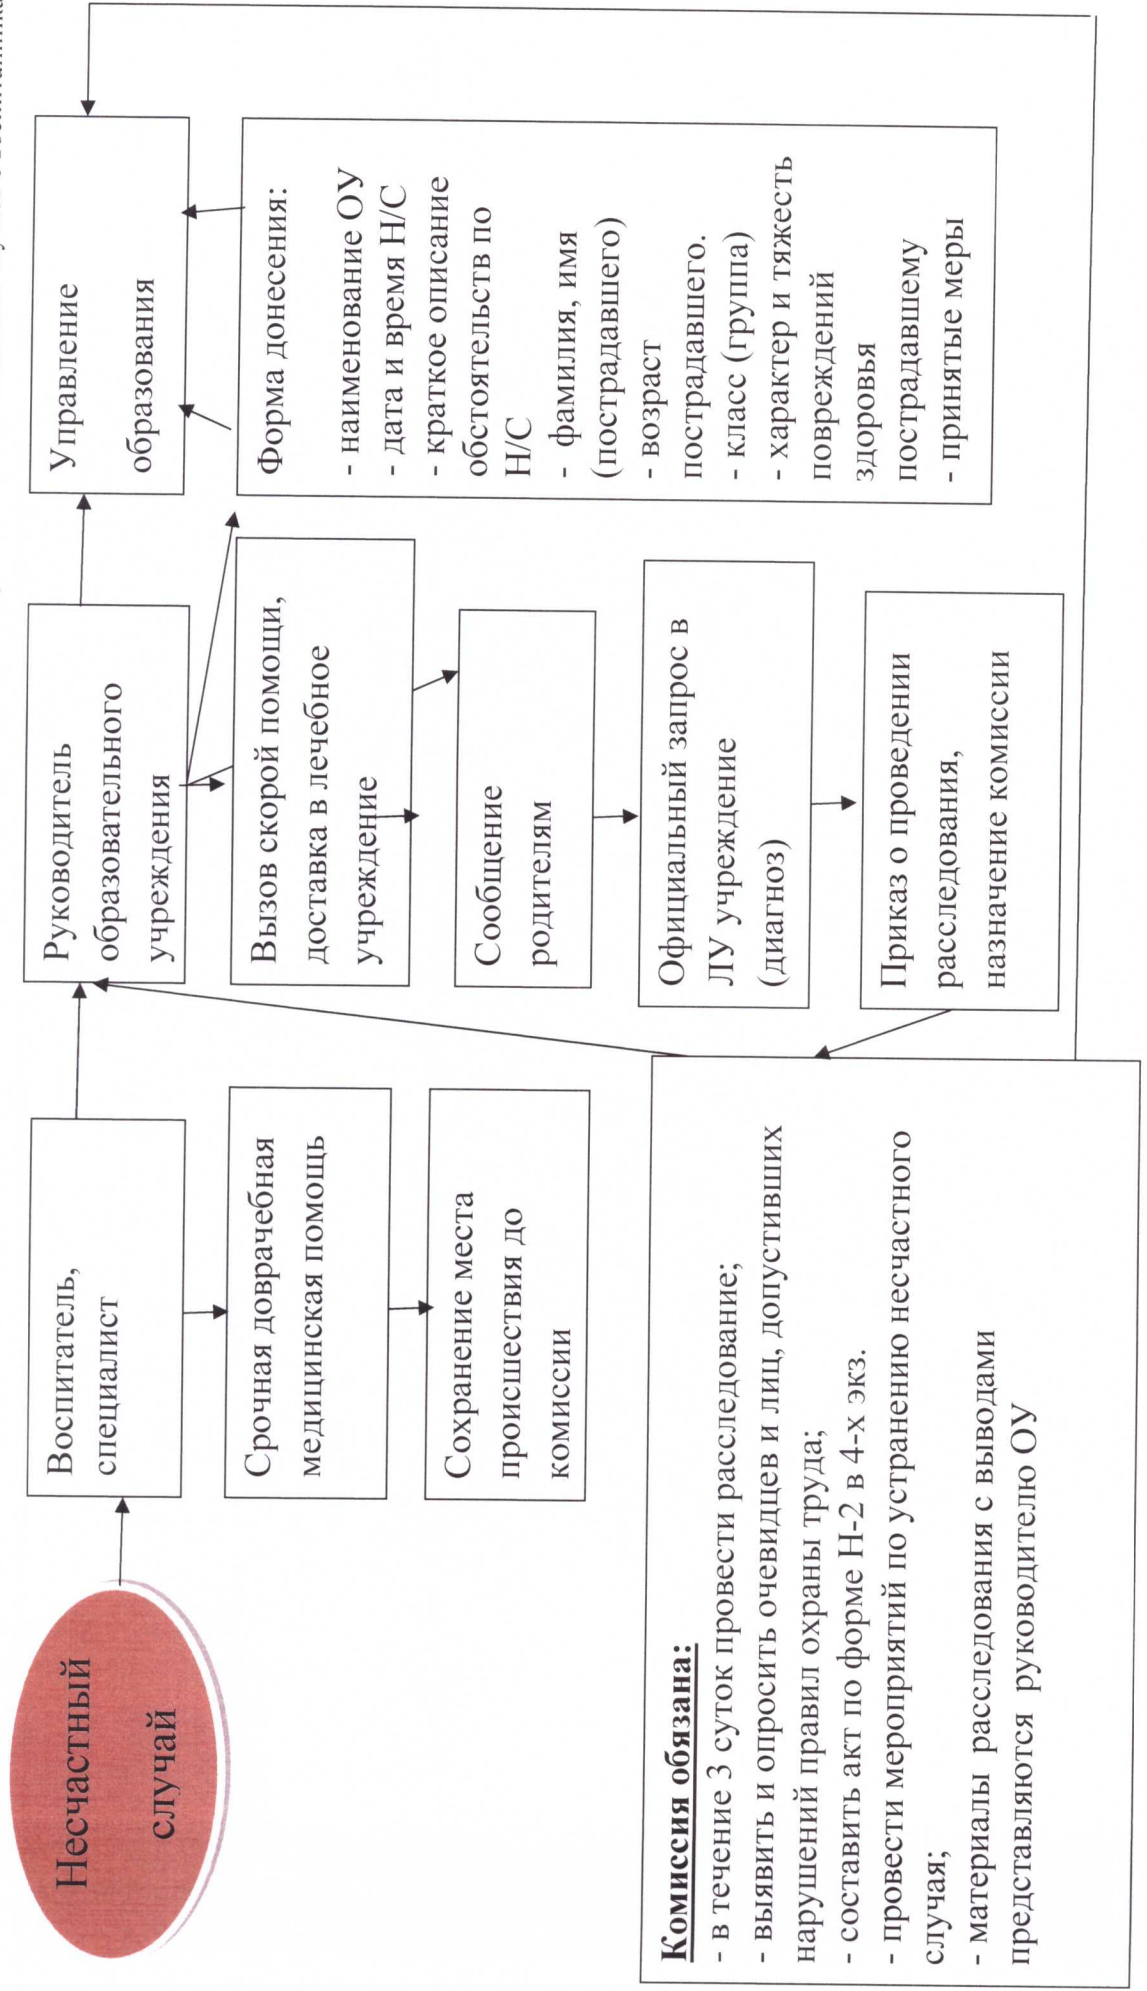 Несчастный
случай
Воспитатель,
специалист
Срочная доврачебная
медицинская помощь
Сохранение места
происшествия до
комиссии
Руководитель
образовательного
учреждения
Вызов скорой помощи,
доставка в лечебное
учреждение
Сообщение
родителям
Официальный запрос в
ЛУ учреждение
(диагноз)
Приказ о проведении
расследования,
назначение комиссии
Управление
образования
Форма донесения:
- наименование ОУ
- дата и время Н/С
- краткое описание
обстоятельств по
Н/С
- фамилия, имя
(пострадавшего)
- возраст
пострадавшего.
- класс (группа)
- характер и тяжесть
повреждений
здоровья
пострадавшему
- принятые меры
Комиссия обязана:
- в течение 3 суток провести расследование;
- выявить и опросить очевидцев и лиц, допустивших
нарушений правил охраны труда;
- составить акт по форме Н-2 в 4-х экз.
- провести мероприятий по устранению несчастного
случая;
- материалы расследования с выводами
представляются руководителю ОУ